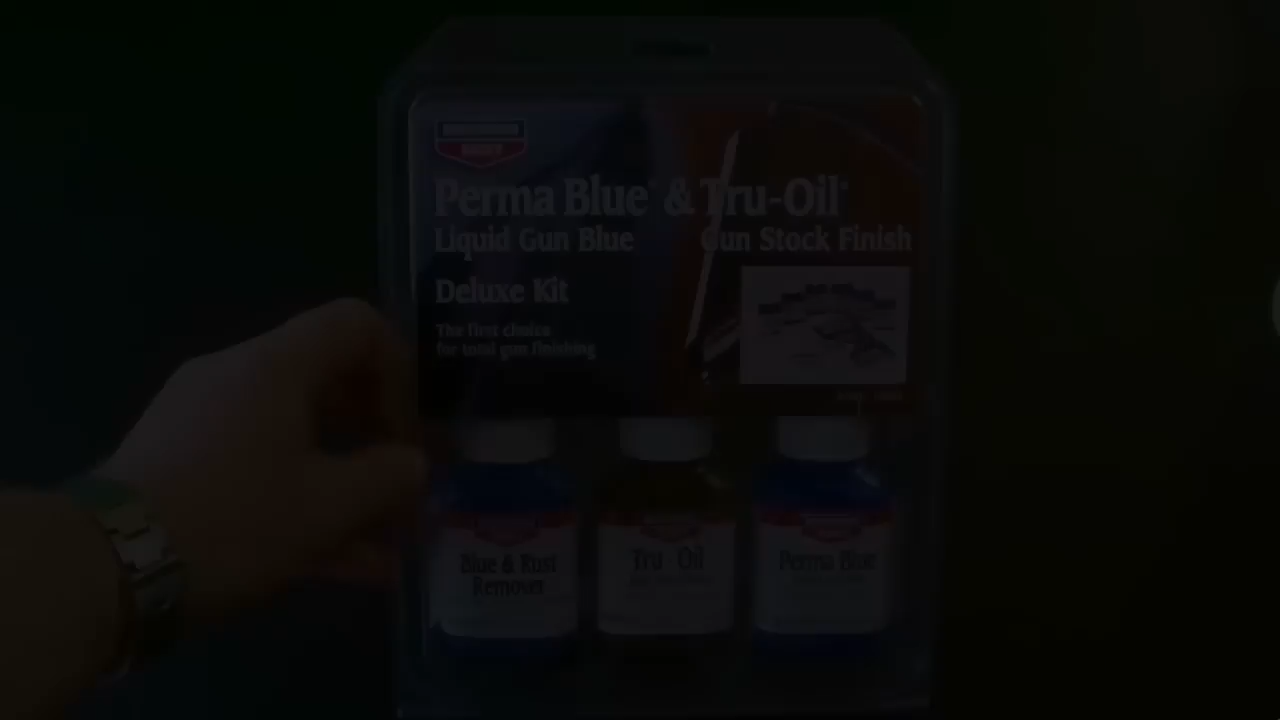 Perma Blue & Tru-Oil
Liquid Gun Blue
Gun Stock Finish
Deluxe Kit
The first choice
for total gun finishing
Blue & Rust
Remover
Tru-Oil
Perma Blue